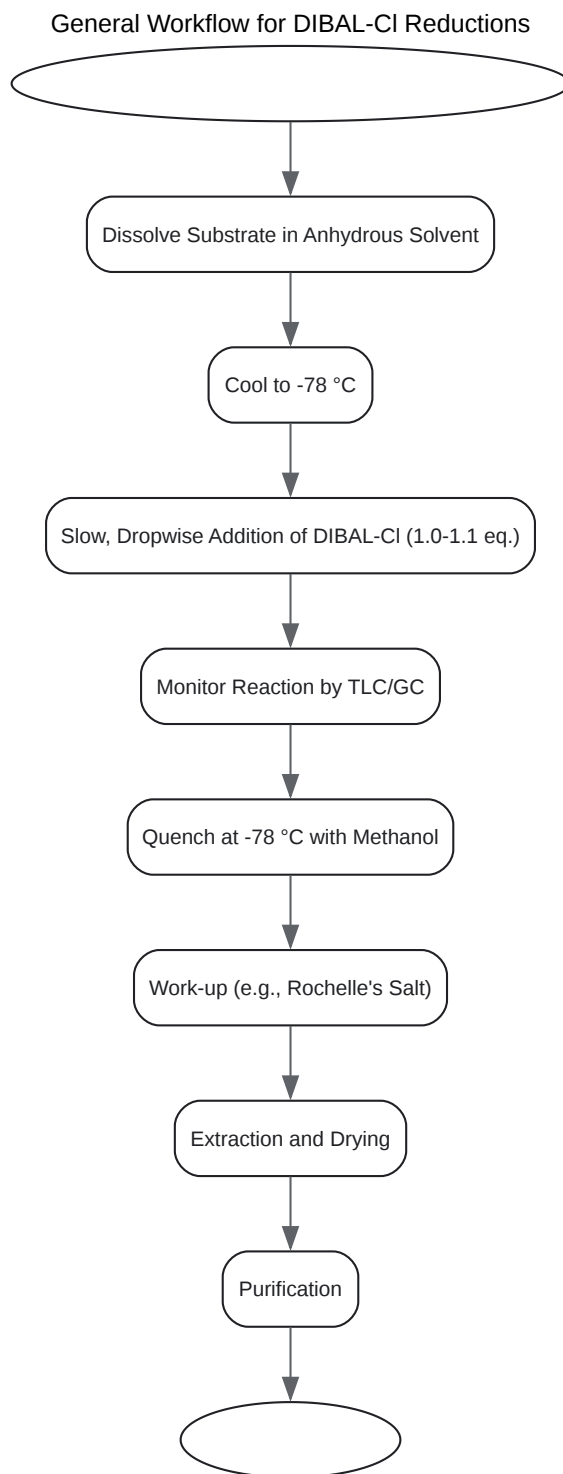 General Workflow for DIBAL-Cl Reductions
Dissolve Substrate in Anhydrous Solvent
Cool to -78 °C
Slow, Dropwise Addition of DIBAL-Cl (1.0-1.1 eq.)
Monitor Reaction by TLC/GC
Quench at -78 °C with Methanol
Work-up (e.g., Rochelle's Salt)
Extraction and Drying
Purification